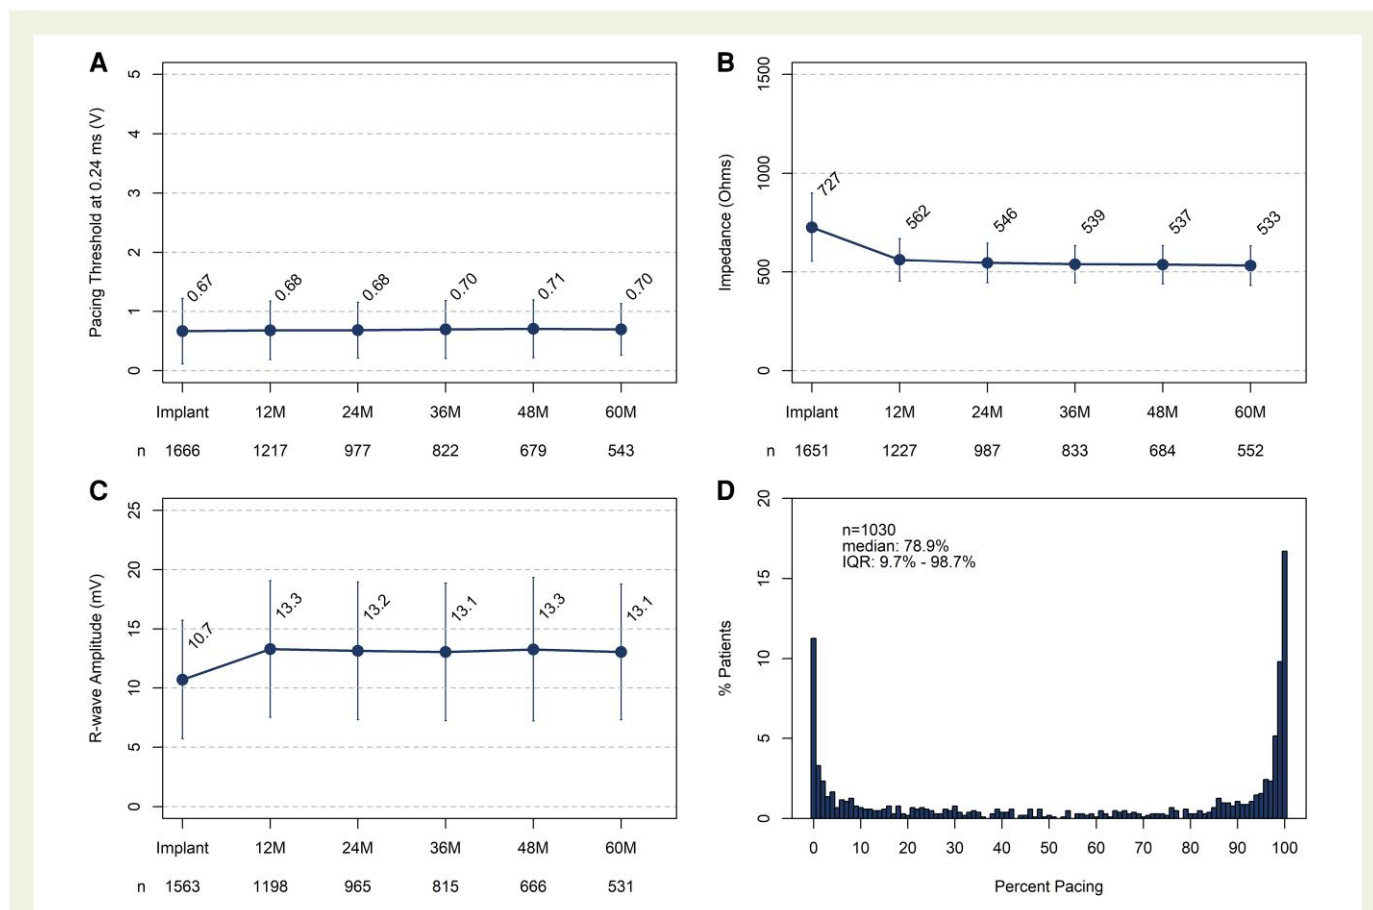 A
Pacing Threshold at 0.24 ms (V)
5
4
3
2
1
0
0.67
0.68
0.68
0.70
0.71
0.70
Implant 12M 24M 36M 48M 60M
n 1666 1217 977 822 679 543
B
Impedance (Ohms)
1500
1000
500
0
727
562
546
539
537
533
Implant 12M 24M 36M 48M 60M
n 1651 1227 987 833 684 552
C
R-wave Amplitude (mV)
25
20
15
10
5
0
10.7
13.3
13.2
13.1
13.3
13.1
Implant 12M 24M 36M 48M 60M
n 1563 1198 965 815 666 531
D
% Patients
20
15
10
5
0
n=1030
median: 78.9%
IQR: 9.7% - 98.7%
0 10 20 30 40 50 60 70 80 90 100
Percent Pacing